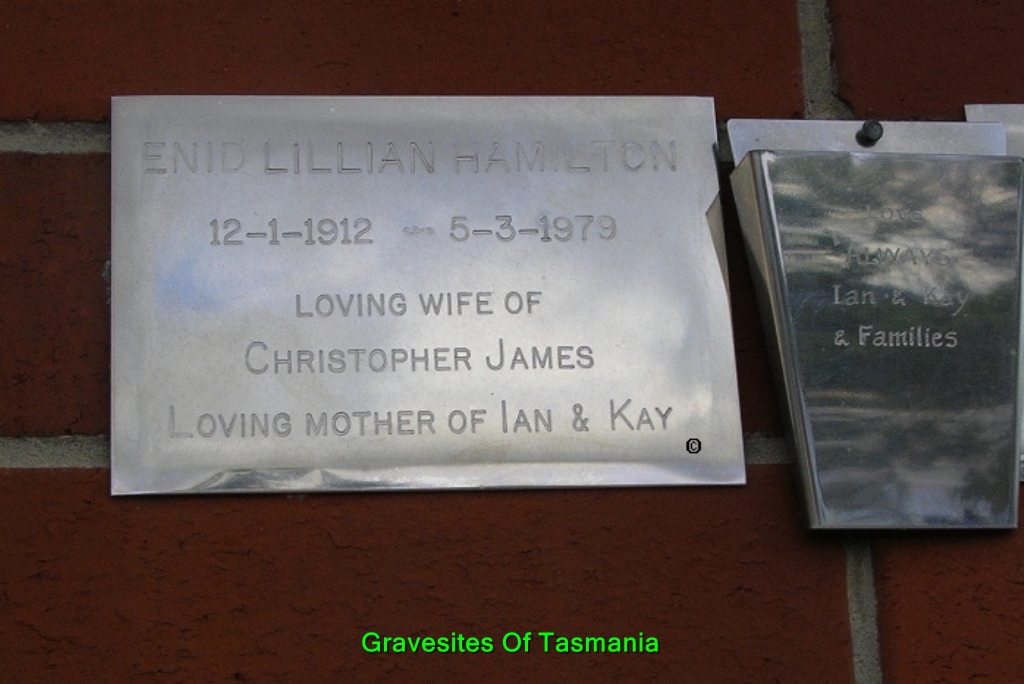 ENID LILLIAN HAMILTON
12-1-1912 ~ 5-3-1979
LOVING WIFE OF
CHRISTOPHER JAMES
LOVING MOTHER OF IAN & KAY
©
Love
ALWAYS
Ian & Kay
& Families
Gravesites Of Tasmania